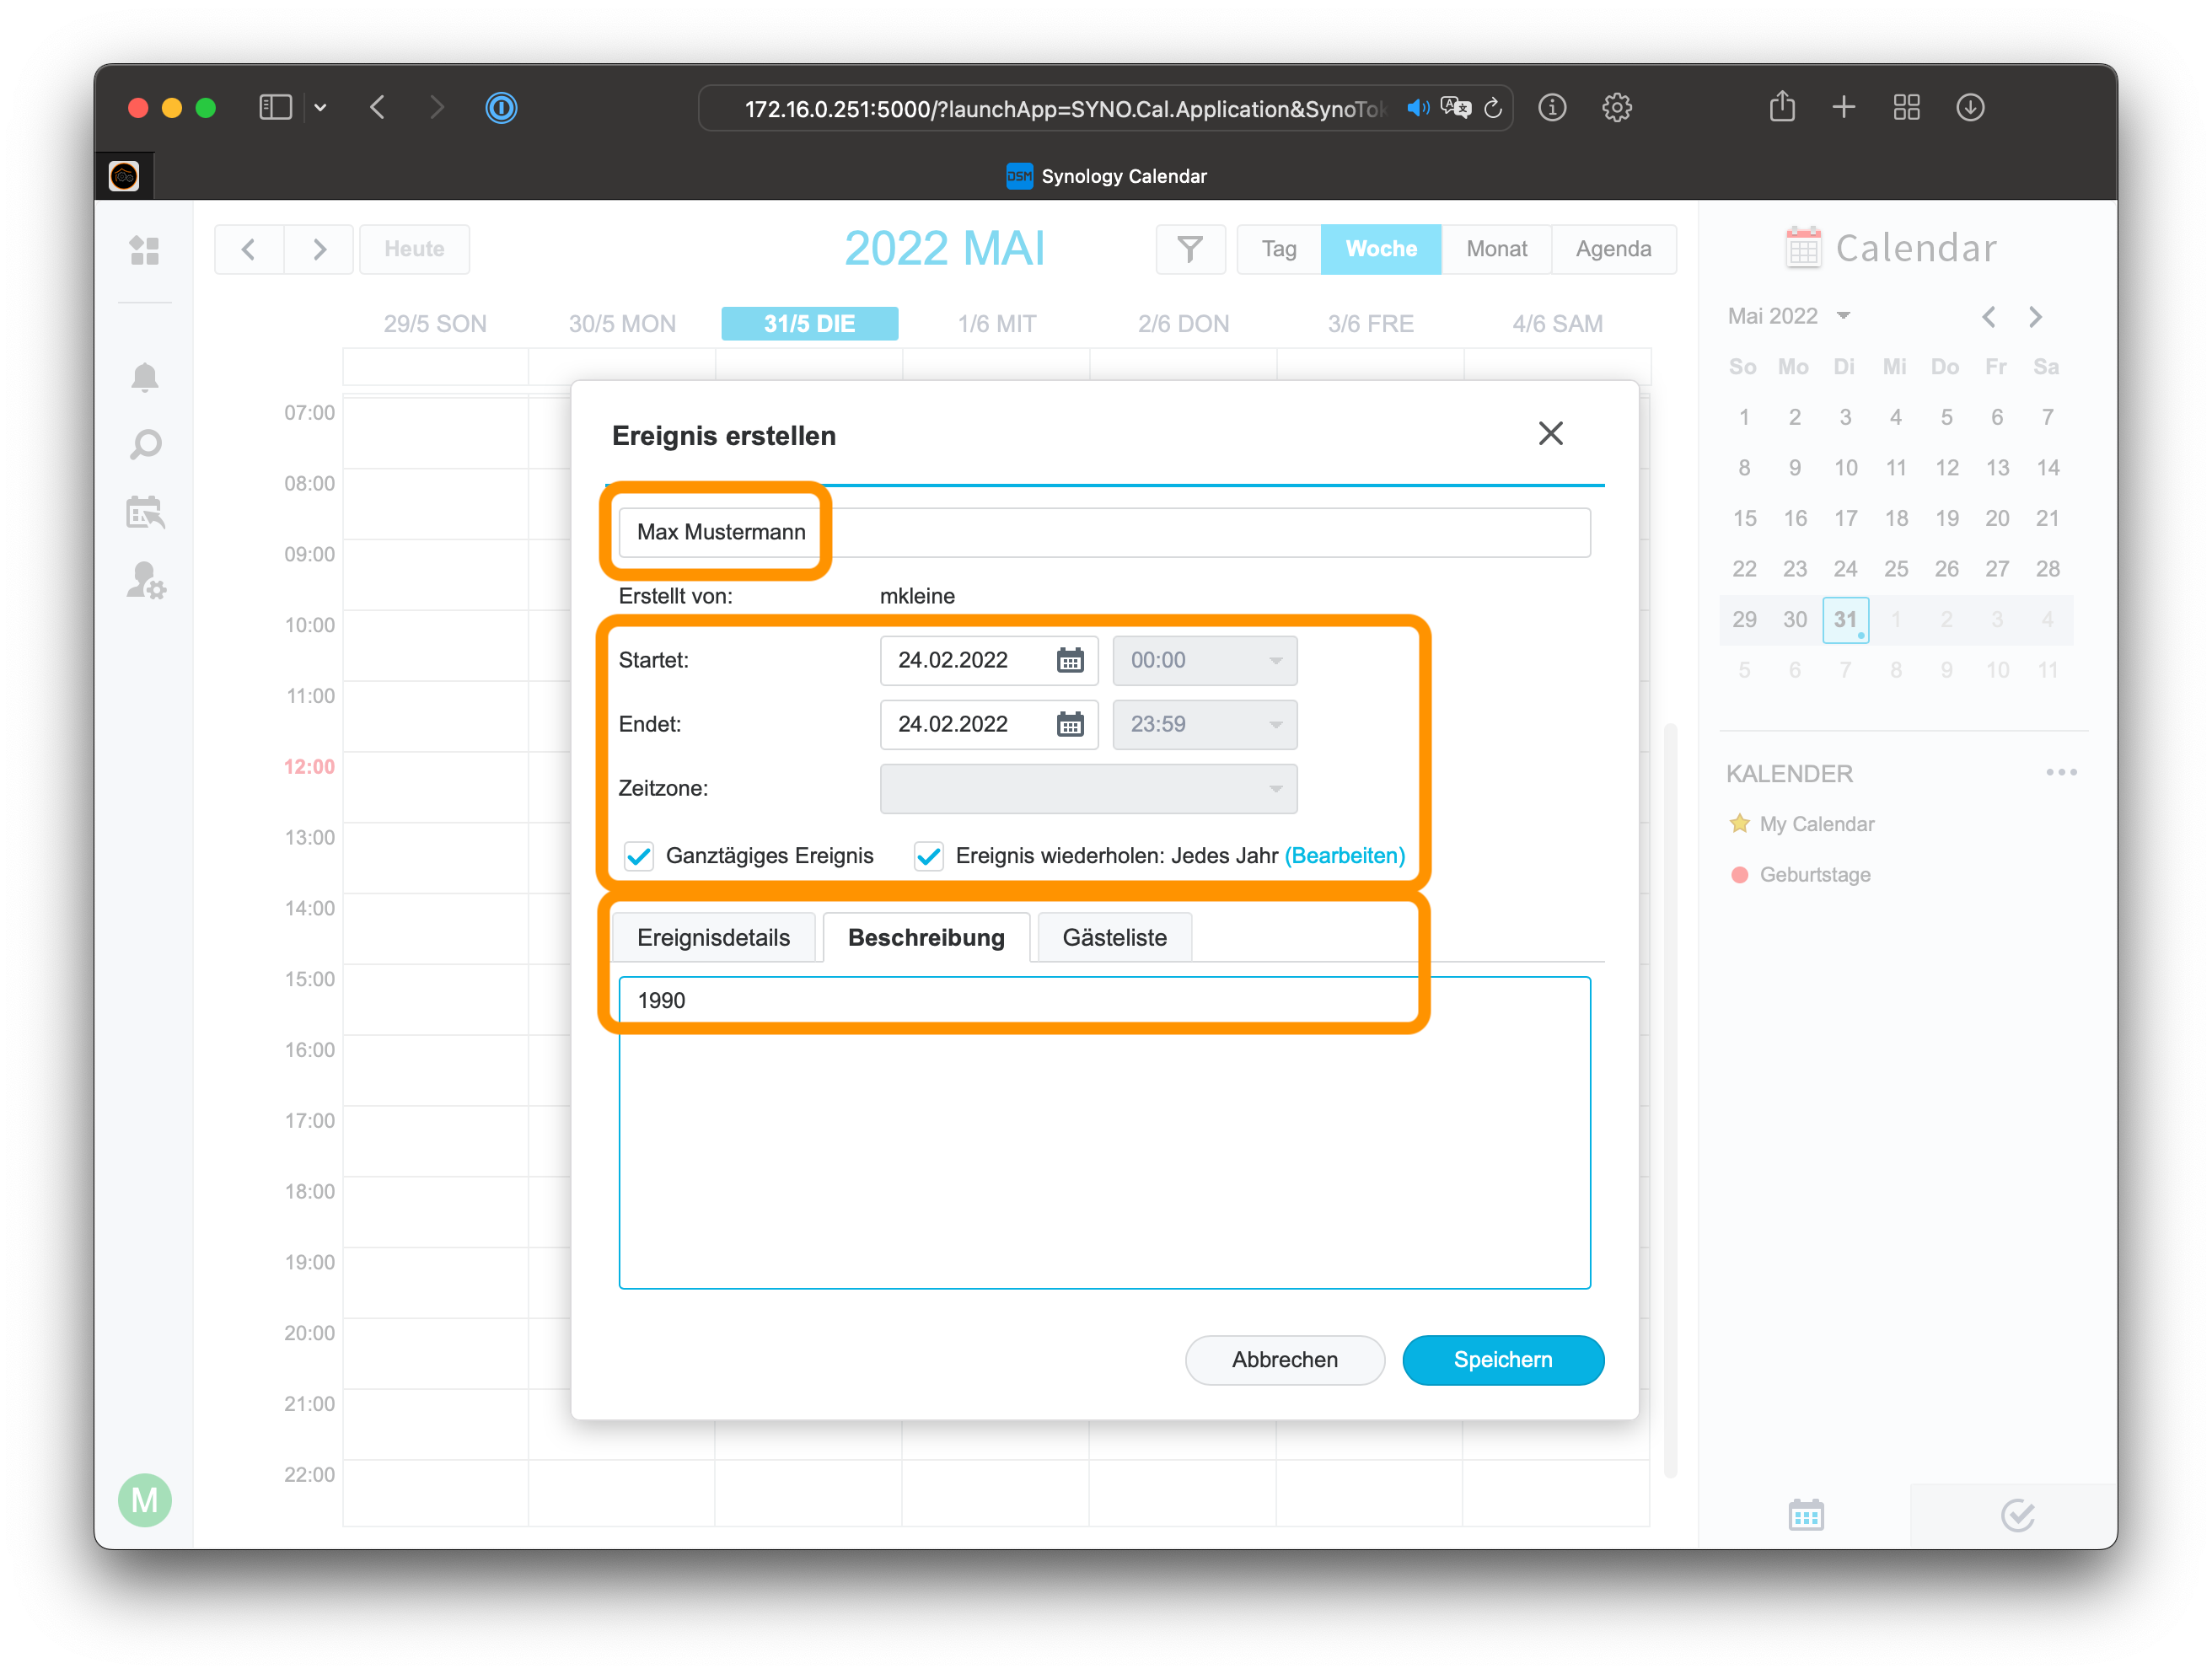 172.16.0.251:5000/?launchApp=SYNO.Cal.Application&SynoTok
DSM Synology Calendar
Heute
2022 MAI
Tag Woche Monat Agenda
Calendar
29/5 SON 30/5 MON 31/5 DIE 1/6 MIT 2/6 DON 3/6 FRE 4/6 SAM
Mai 2022
So Mo Di Mi Do Fr Sa
1 2 3 4 5 6 7
8 9 10 11 12 13 14
15 16 17 18 19 20 21
22 23 24 25 26 27 28
29 30 31 1 2 3 4
5 6 7 8 9 10 11
KALENDER
My Calendar
Geburtstage
07:00
08:00
09:00
10:00
11:00
12:00
13:00
14:00
15:00
16:00
17:00
18:00
19:00
20:00
21:00
22:00
Ereignis erstellen
Max Mustermann
Erstellt von: mkleine
Startet: 24.02.2022 00:00
Endet: 24.02.2022 23:59
Zeitzone:
Ganztägiges Ereignis Ereignis wiederholen: Jedes Jahr (Bearbeiten)
Ereignisdetails Beschreibung Gästeliste
1990
Abbrechen Speichern
M